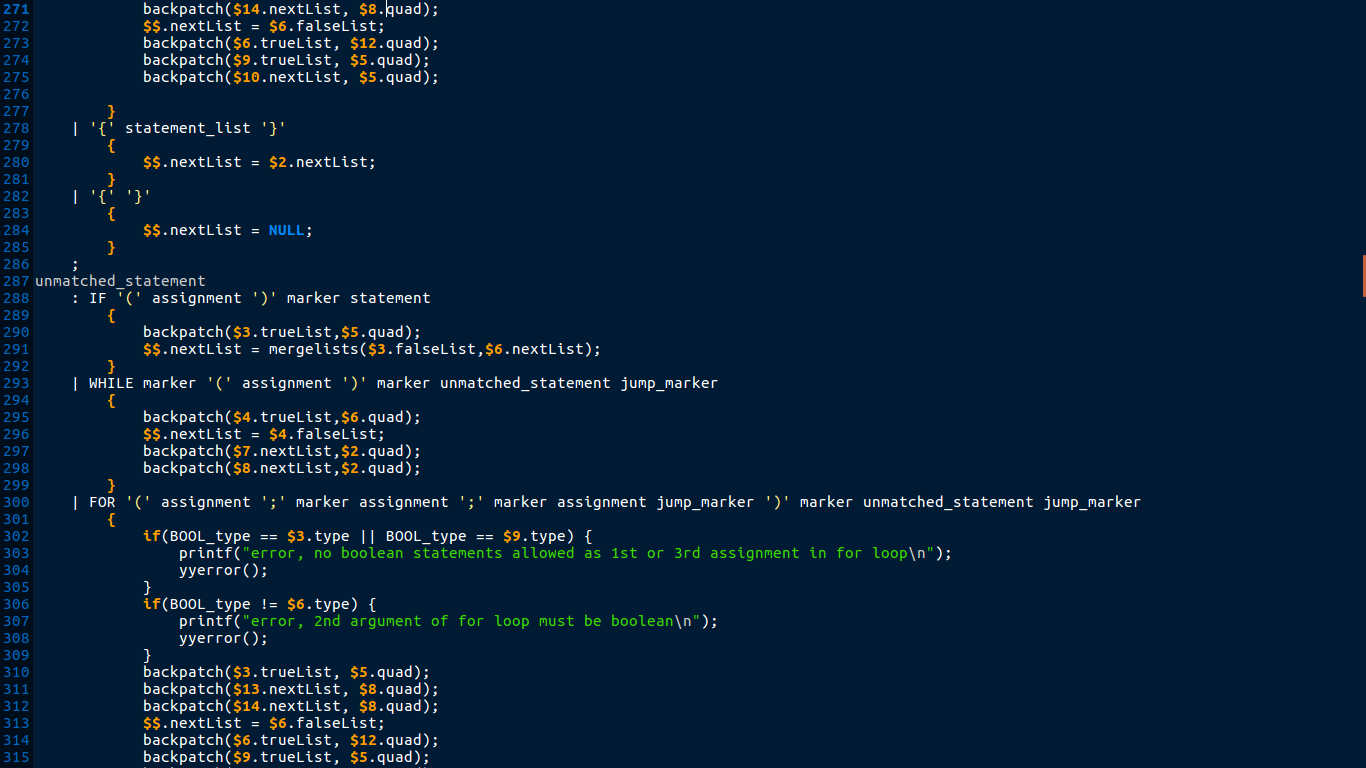 271 backpatch($14.nextList, $8.quad);
272 $$.nextList = $6.falseList;
273 backpatch($6.trueList, $12.quad);
274 backpatch($9.trueList, $5.quad);
275 backpatch($10.nextList, $5.quad);
276
277 }
278 | '{' statement_list '}'
279 {
280 $$.nextList = $2.nextList;
281 }
282 | '{' '}'
283 {
284 $$.nextList = NULL;
285 }
286 ;
287 unmatched_statement
288 : IF '(' assignment ')' marker statement
289 {
290 backpatch($3.trueList,$5.quad);
291 $$.nextList = mergelists($3.falseList,$6.nextList);
292 }
293 | WHILE marker '(' assignment ')' marker unmatched_statement jump_marker
294 {
295 backpatch($4.trueList,$6.quad);
296 $$.nextList = $4.falseList;
297 backpatch($7.nextList,$2.quad);
298 backpatch($8.nextList,$2.quad);
299 }
300 | FOR '(' assignment ';' marker assignment ';' marker assignment jump_marker ')' marker unmatched_statement jump_marker
301 {
302 if(BOOL_type == $3.type || BOOL_type == $9.type) {
303 printf("error, no boolean statements allowed as 1st or 3rd assignment in for loop\n");
304 yyerror();
305 }
306 if(BOOL_type != $6.type) {
307 printf("error, 2nd argument of for loop must be boolean\n");
308 yyerror();
309 }
310 backpatch($3.trueList, $5.quad);
311 backpatch($13.nextList, $8.quad);
312 backpatch($14.nextList, $8.quad);
313 $$.nextList = $6.falseList;
314 backpatch($6.trueList, $12.quad);
315 backpatch($9.trueList, $5.quad);